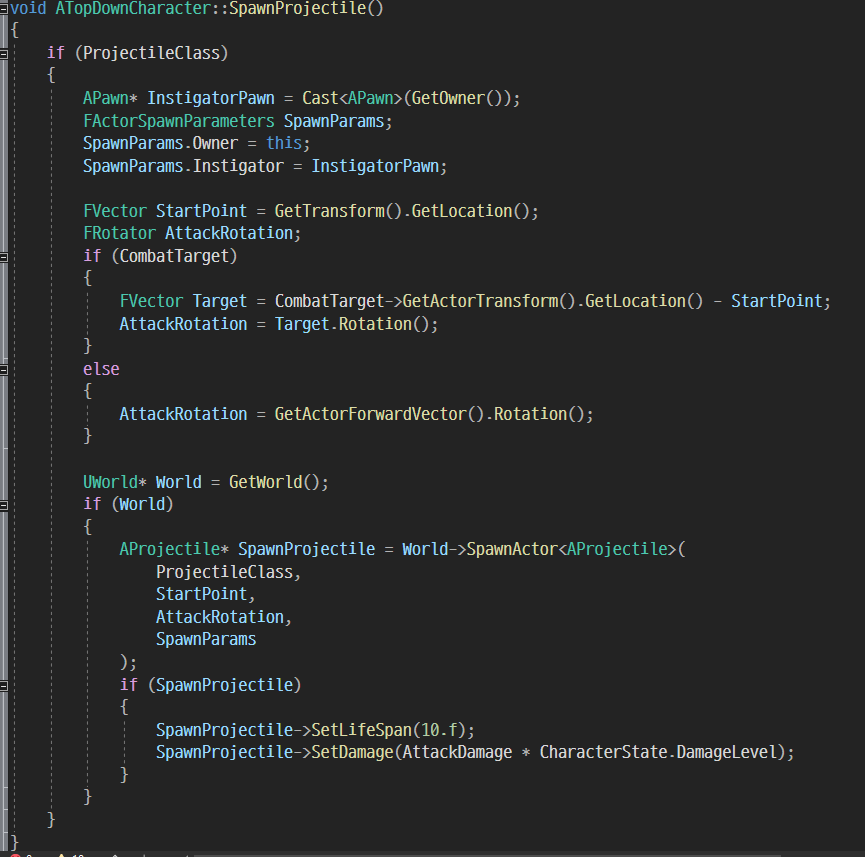 void ATopDownCharacter::SpawnProjectile()
{
if (ProjectileClass)
{
APawn* InstigatorPawn = Cast<APawn>(GetOwner());
FActorSpawnParameters SpawnParams;
SpawnParams.Owner = this;
SpawnParams.Instigator = InstigatorPawn;
FVector StartPoint = GetTransform().GetLocation();
FRotator AttackRotation;
if (CombatTarget)
{
FVector Target = CombatTarget->GetActorTransform().GetLocation() - StartPoint;
AttackRotation = Target.Rotation();
}
else
{
AttackRotation = GetActorForwardVector().Rotation();
}
UWorld* World = GetWorld();
if (World)
{
AProjectile* SpawnProjectile = World->SpawnActor<AProjectile>(
ProjectileClass,
StartPoint,
AttackRotation,
SpawnParams
);
if (SpawnProjectile)
{
SpawnProjectile->SetLifeSpan(10.f);
SpawnProjectile->SetDamage(AttackDamage * CharacterState.DamageLevel);
}
}
}
}